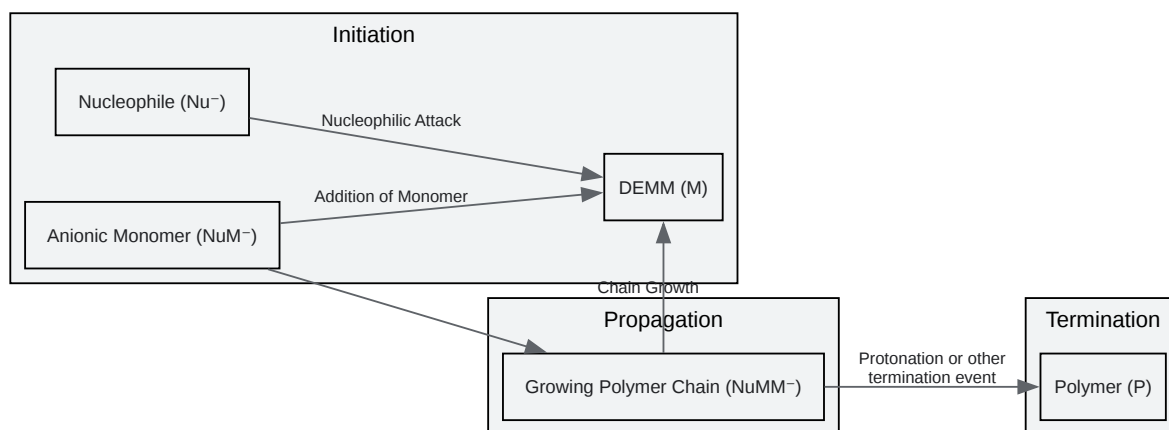 Initiation
Nucleophile (Nu⁻)
Nucleophilic Attack
DEMM (M)
Addition of Monomer
Anionic Monomer (NuM⁻)
Chain Growth
Propagation
Termination
Growing Polymer Chain (NuMM⁻)
Protonation or other
termination event
Polymer (P)